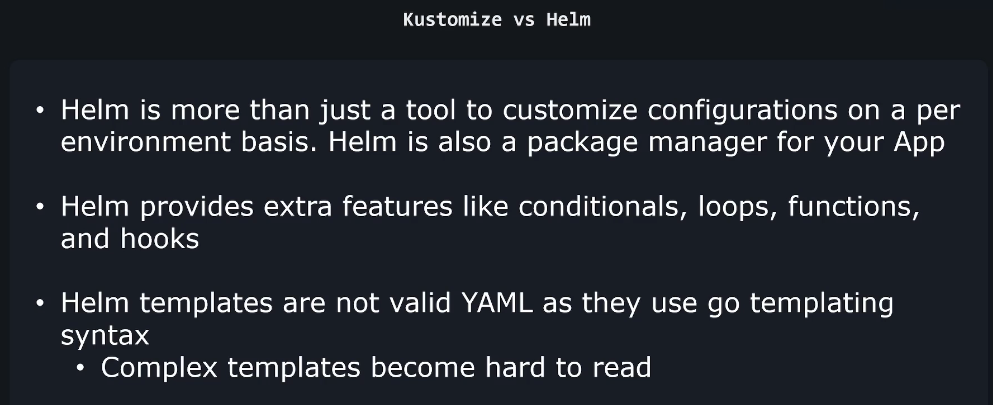 Kustomize vs Helm
• Helm is more than just a tool to customize configurations on a per
environment basis. Helm is also a package manager for your App
• Helm provides extra features like conditionals, loops, functions,
and hooks
• Helm templates are not valid YAML as they use go templating
syntax
• Complex templates become hard to read